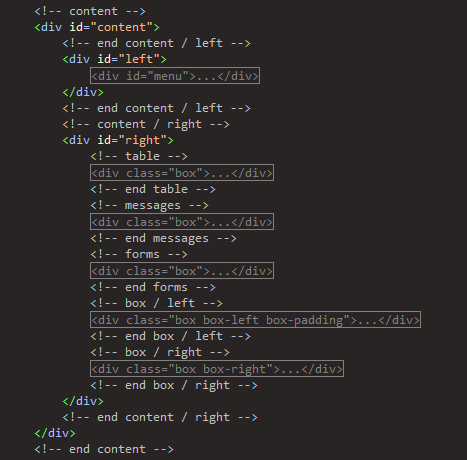 <!-- content -->
<div id="content">
<!-- end content / left -->
<div id="left">
<div id="menu">...</div>
</div>
<!-- end content / left -->
<!-- content / right -->
<div id="right">
<!-- table -->
<div class="box">...</div>
<!-- end table -->
<!-- messages -->
<div class="box">...</div>
<!-- end messages -->
<!-- forms -->
<div class="box">...</div>
<!-- end forms -->
<!-- box / left -->
<div class="box box-left box-padding">...</div>
<!-- end box / left -->
<!-- box / right -->
<div class="box box-right">...</div>
<!-- end box / right -->
</div>
<!-- end content / right -->
</div>
<!-- end content -->